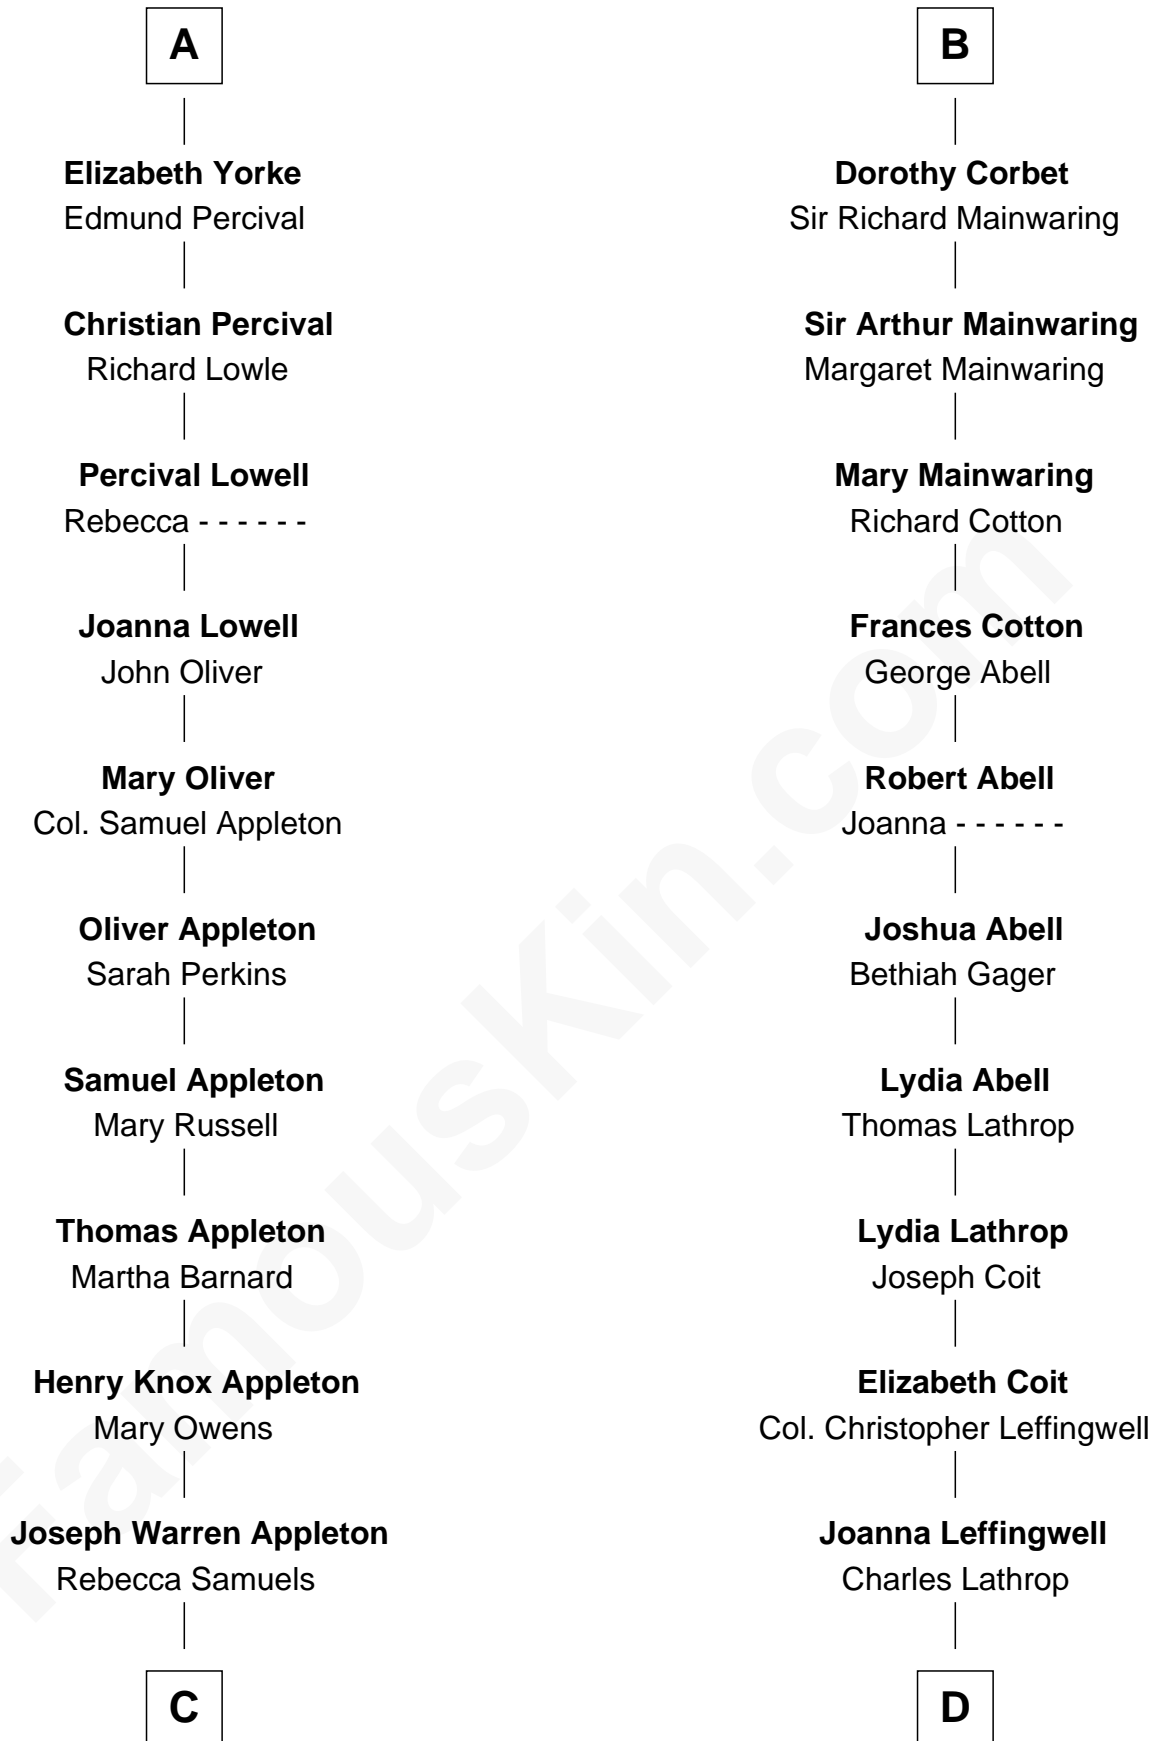 A
Elizabeth Yorke
Edmund Percival
Christian Percival
Richard Lowle
Percival Lowell
Rebecca - - - - - -
Joanna Lowell
John Oliver
Mary Oliver
Col. Samuel Appleton
Oliver Appleton
Sarah Perkins
Samuel Appleton
Mary Russell
Thomas Appleton
Martha Barnard
Henry Knox Appleton
Mary Owens
Joseph Warren Appleton
Rebecca Samuels
C
B
Dorothy Corbet
Sir Richard Mainwaring
Sir Arthur Mainwaring
Margaret Mainwaring
Mary Mainwaring
Richard Cotton
Frances Cotton
George Abell
Robert Abell
Joanna - - - - - -
Joshua Abell
Bethiah Gager
Lydia Abell
Thomas Lathrop
Lydia Lathrop
Joseph Coit
Elizabeth Coit
Col. Christopher Leffingwell
Joanna Leffingwell
Charles Lathrop
D
FamousKin.com